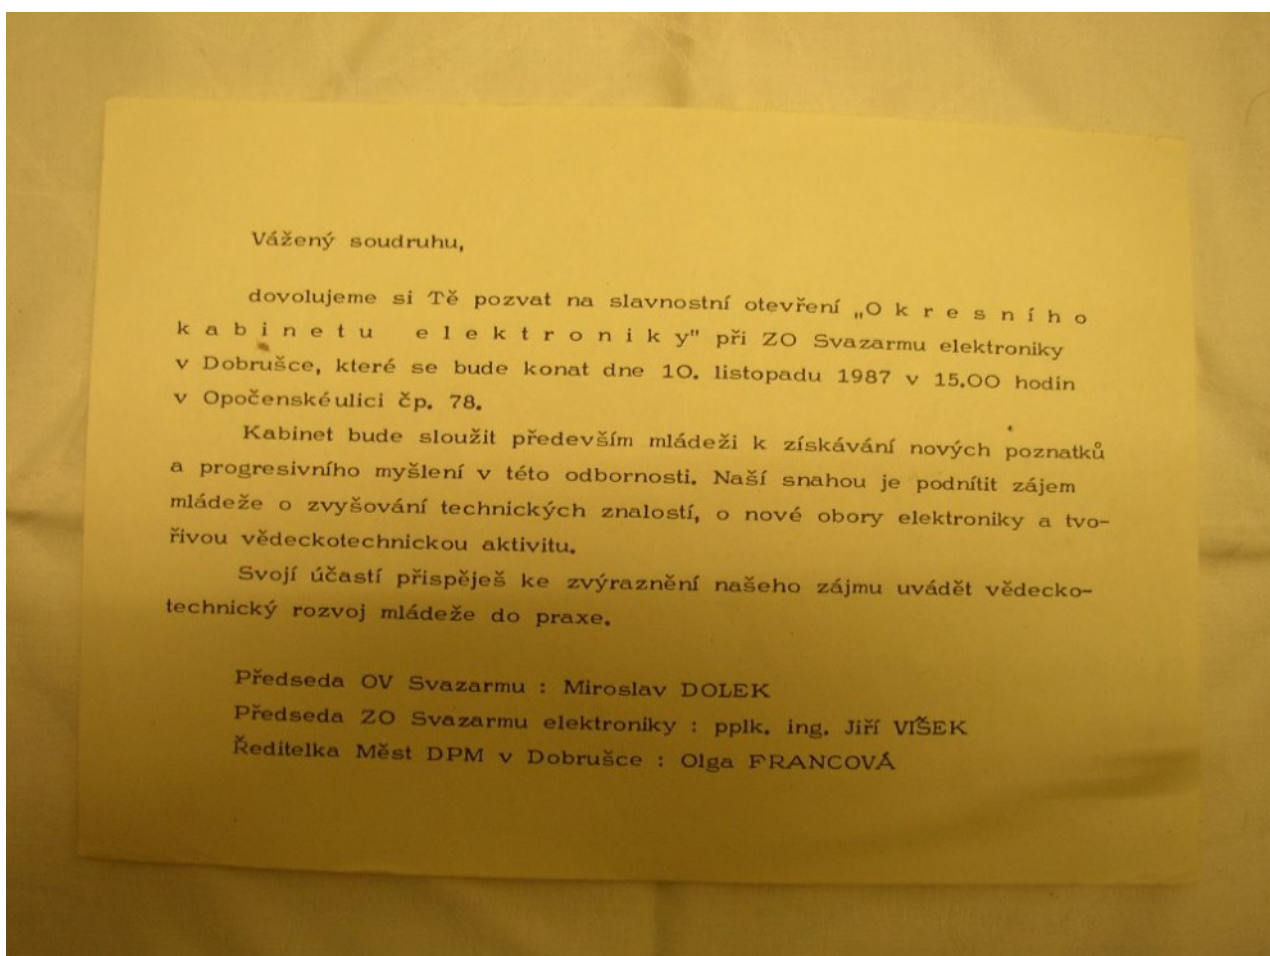 Vážený soudruhu,
dovolujeme si Tě pozvat na slavnostní otevření „O k r e s n í h o
k a b i n e t u e l e k t r o n i k y" při ZO Svazarmu elektroniky
v Dobrušce, které se bude konat dne 10. listopadu 1987 v 15.00 hodin
v Opočenskéulici čp. 78.
Kabinet bude sloužit především mládeži k získávání nových poznatků
a progresivního myšlení v této odbornosti. Naší snahou je podnítit zájem
mládeže o zvyšování technických znalostí, o nové obory elektroniky a tvo-
řivou vědeckotechnickou aktivitu.
Svojí účastí přispěješ ke zvýraznění našeho zájmu uvádět vědecko-
technický rozvoj mládeže do praxe.
Předseda OV Svazarmu : Miroslav DOLEK
Předseda ZO Svazarmu elektroniky : pplk. ing. Jiří VIŠEK
Ředitelka Měst DPM v Dobrušce : Olga FRANCOVÁ